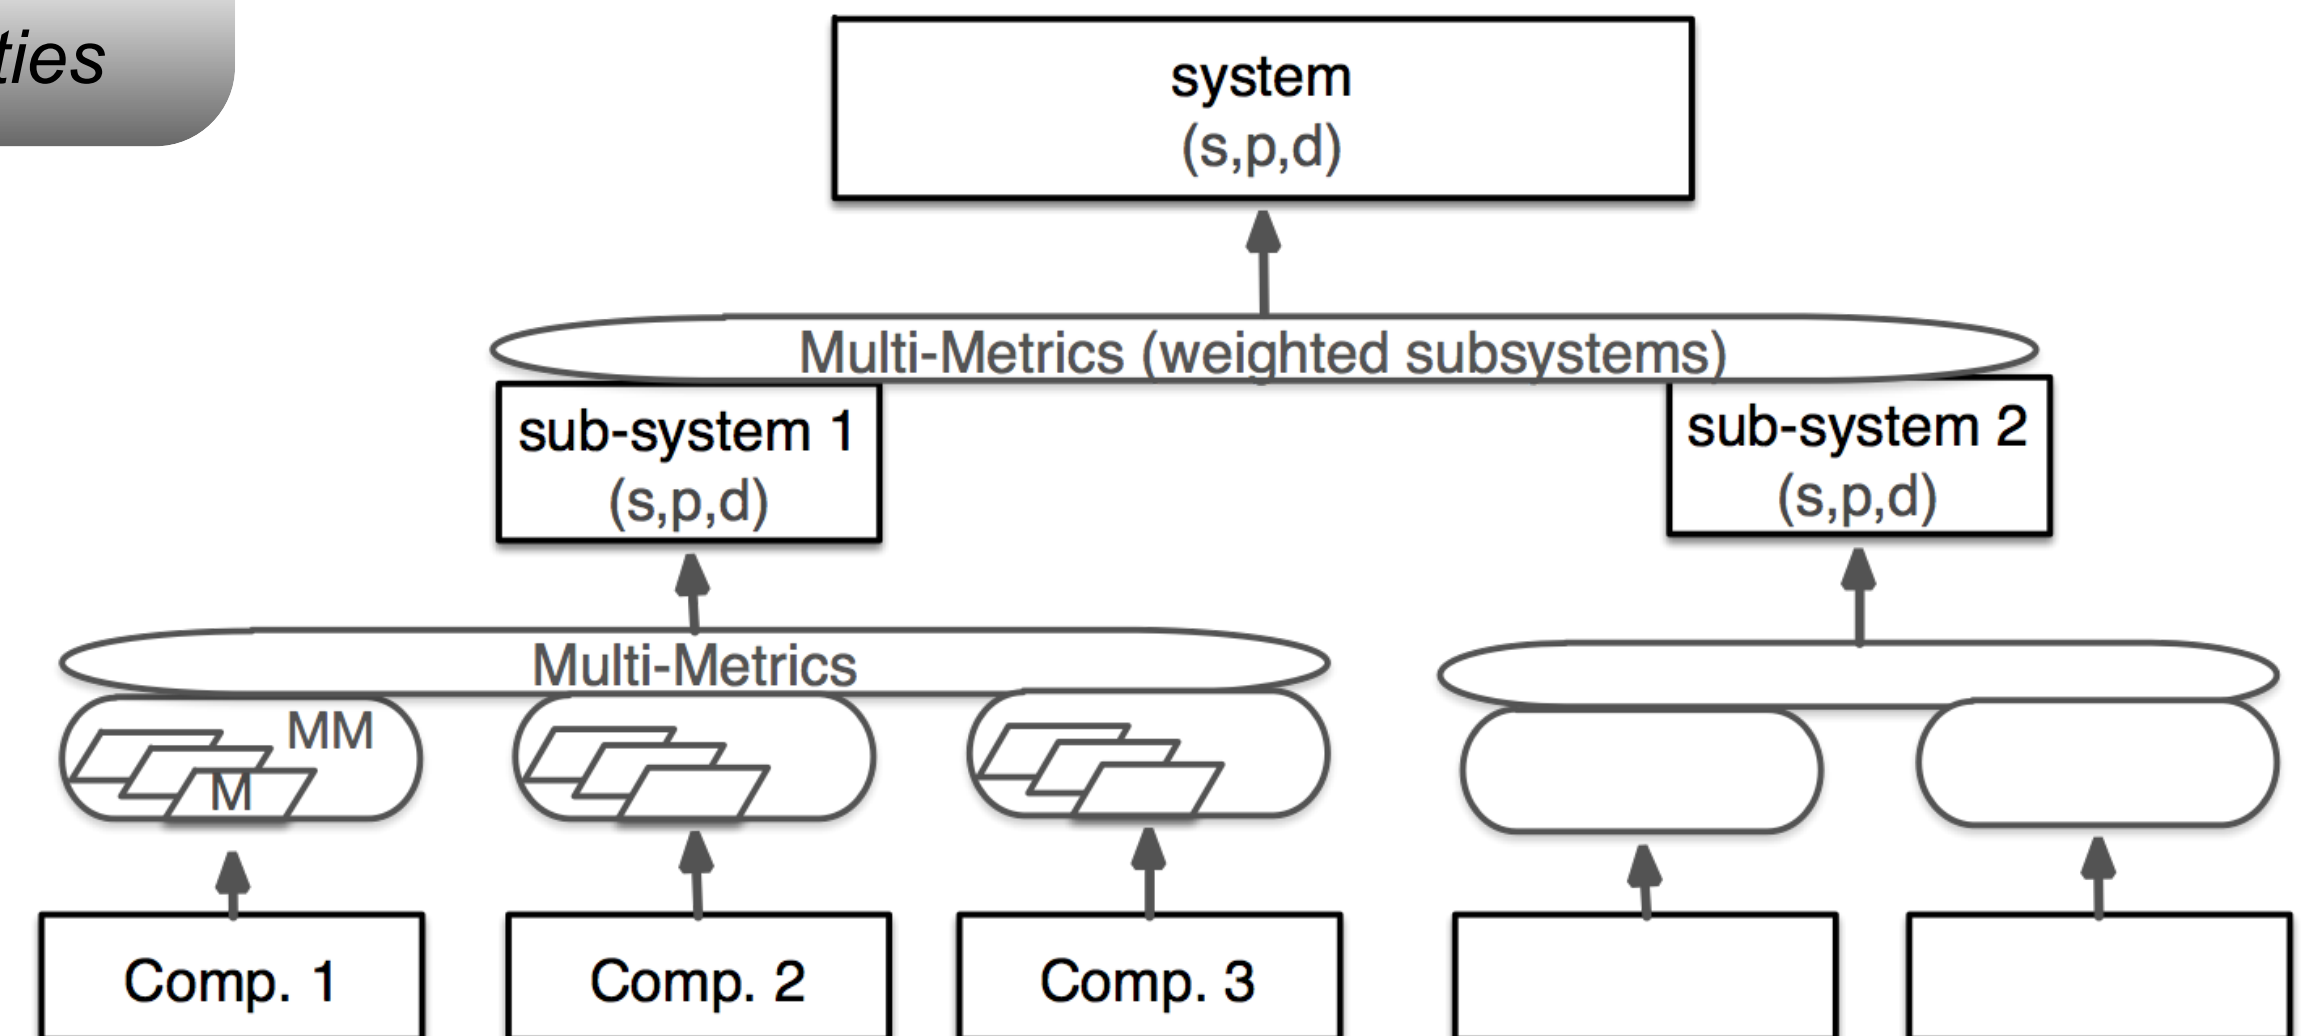 ties
system
(s,p,d)
Multi-Metrics (weighted subsystems)
sub-system 1
(s,p,d)
sub-system 2
(s,p,d)
Multi-Metrics
MM
M
Comp. 1
Comp. 2
Comp. 3